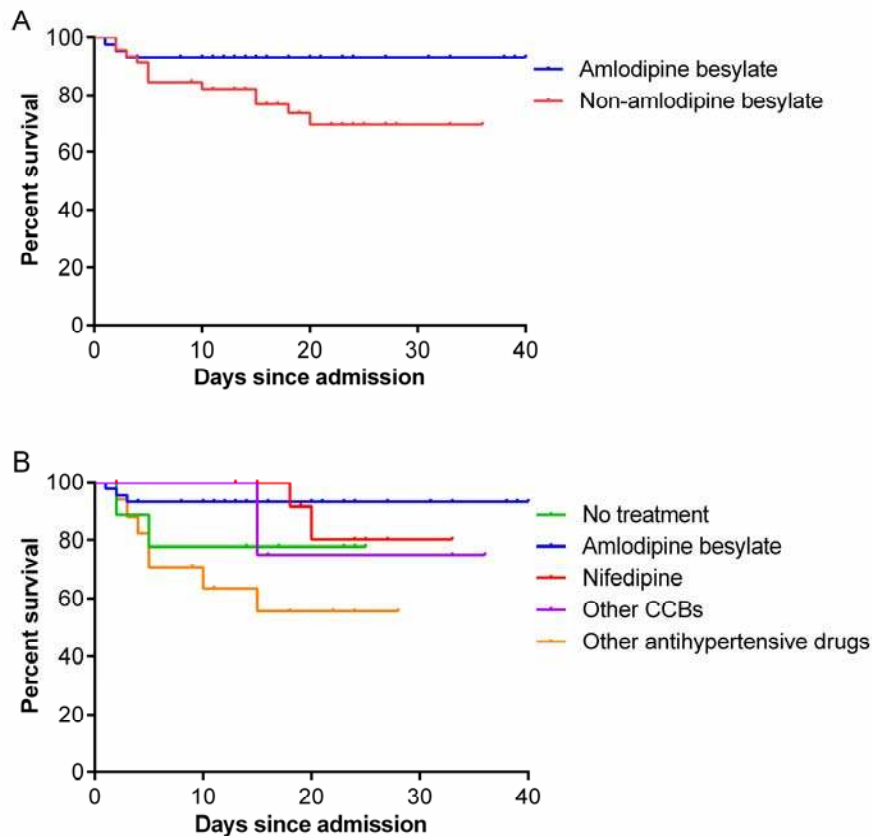 A
100
80
60
40
20
0
Percent survival
0 10 20 30 40
Days since admission
Amlodipine besylate
Non-amlodipine besylate
B
100
80
60
40
20
0
Percent survival
0 10 20 30 40
Days since admission
No treatment
Amlodipine besylate
Nifedipine
Other CCBs
Other antihypertensive drugs